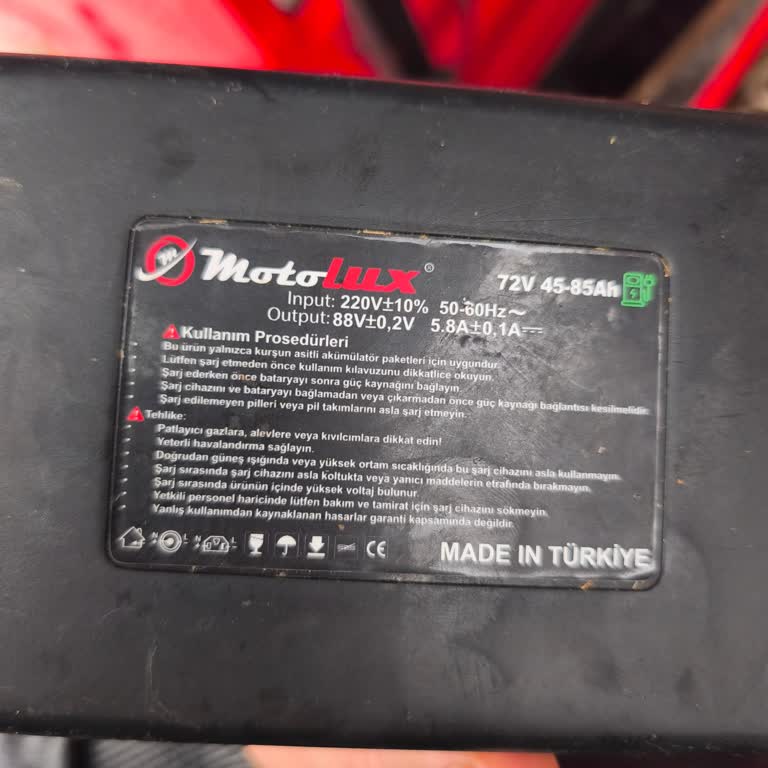 motolux®
72V 45-85Ah
Input: 220V±10% 50-60Hz~
Output: 88V±0,2V 5.8A±0,1A⎓
Kullanım Prosedürleri
Bu ürün yalnızca kurşun asitli akümülatör paketleri için uygundur.
Lütfen şarj etmeden önce kullanım kılavuzunu dikkatlice okuyun.
Şarj ederken önce bataryayı sonra güç kaynağını bağlayın.
Şarj cihazını ve bataryayı bağlamadan veya çıkarmadan önce güç kaynağı bağlantısı kesilmelidir.
Şarj edilemeyen pilleri veya pil takımlarını asla şarj etmeyin.
Tehlike:
Patlayıcı gazlara, alevlere veya kıvılcımlara dikkat edin!
Yeterli havalandırma sağlayın.
Doğrudan güneş ışığında veya yüksek ortam sıcaklığında bu şarj cihazını asla kullanmayın.
Şarj sırasında şarj cihazını asla koltukta veya yanıcı maddelerin etrafında bırakmayın.
Şarj sırasında ürünün içinde yüksek voltaj bulunur.
Yetkili personel haricinde lütfen bakım ve tamirat için şarj cihazını sökmeyin.
Yanlış kullanımdan kaynaklanan hasarlar garanti kapsamında değildir.
N L N L CE MADE IN TÜRKİYE